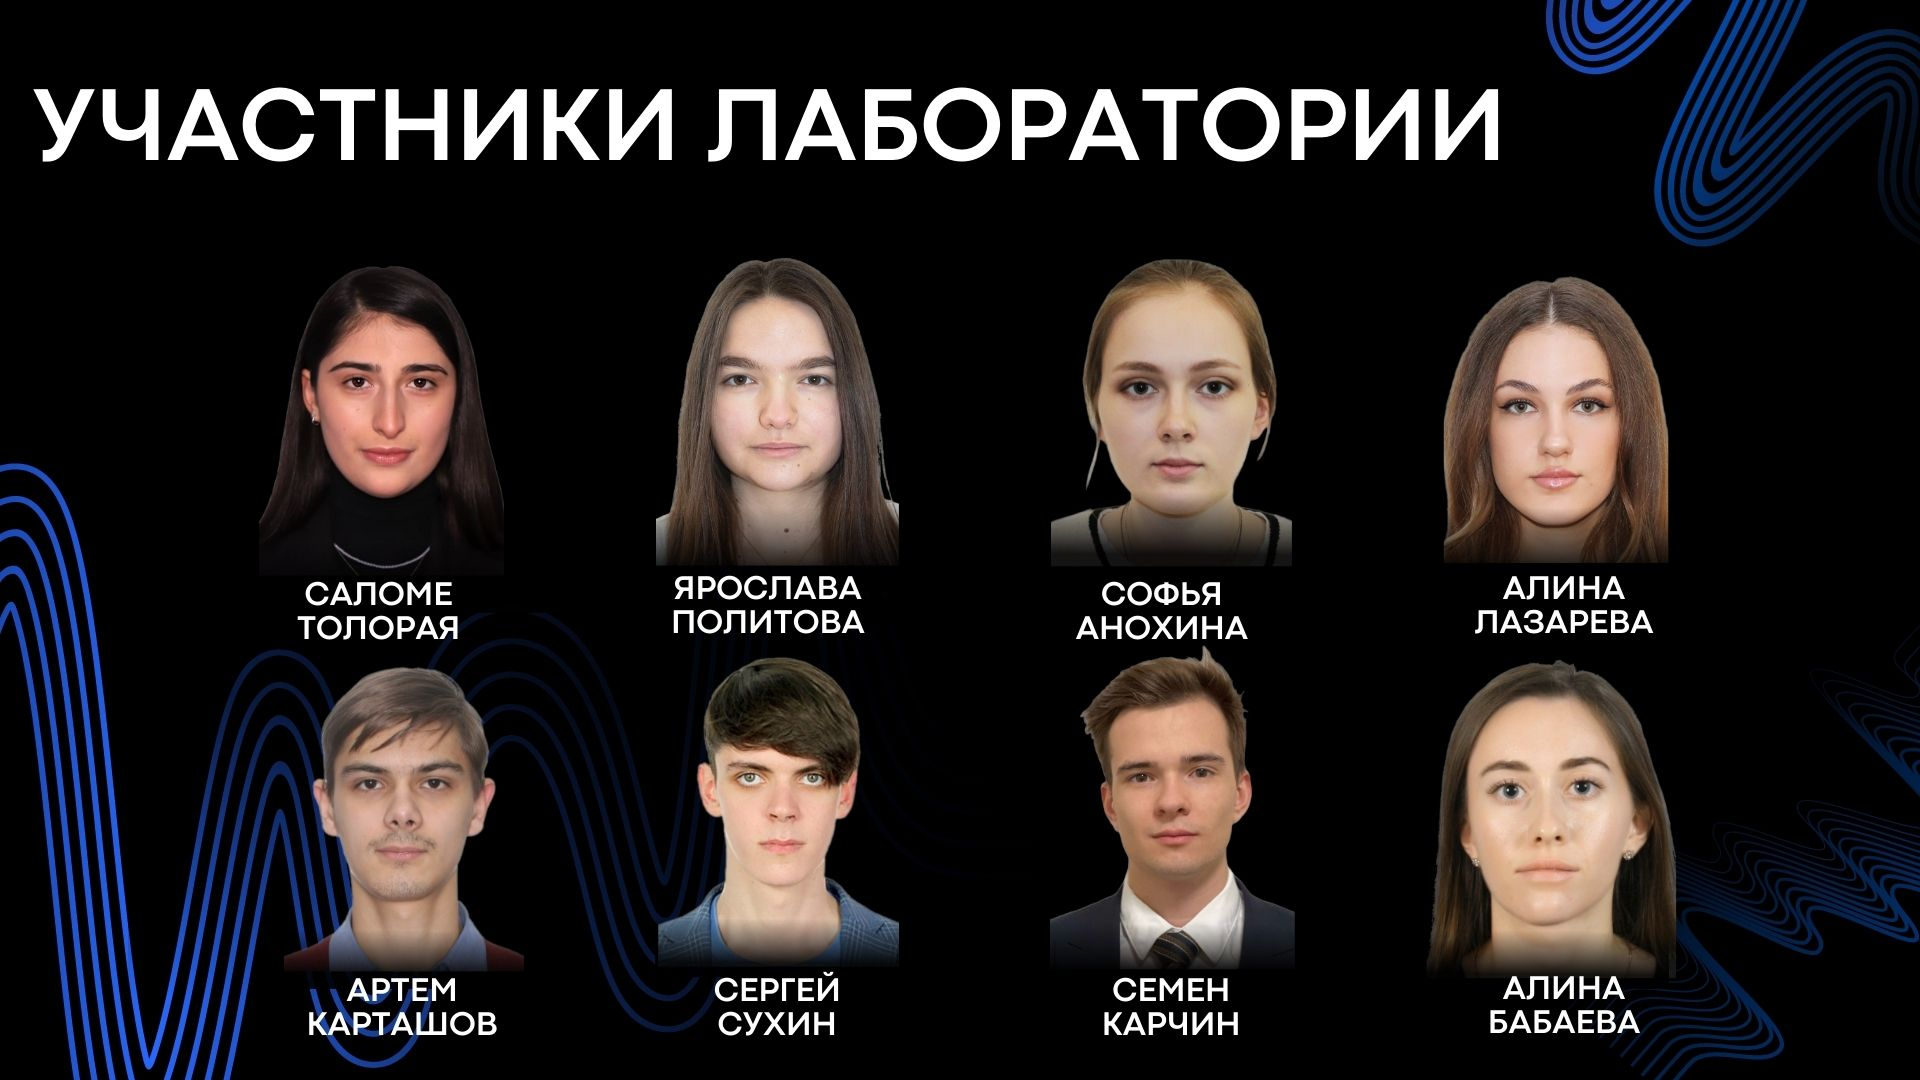 УЧАСТНИКИ ЛАБОРАТОРИИ
САЛОМЕ
ТОЛОРАЯ
ЯРОСЛАВА
ПОЛИТОВА
СОФЬЯ
АНОХИНА
АЛИНА
ЛАЗАРЕВА
АРТЕМ
КАРТАШОВ
СЕРГЕЙ
СУХИН
СЕМЕН
КАРЧИН
АЛИНА
БАБАЕВА